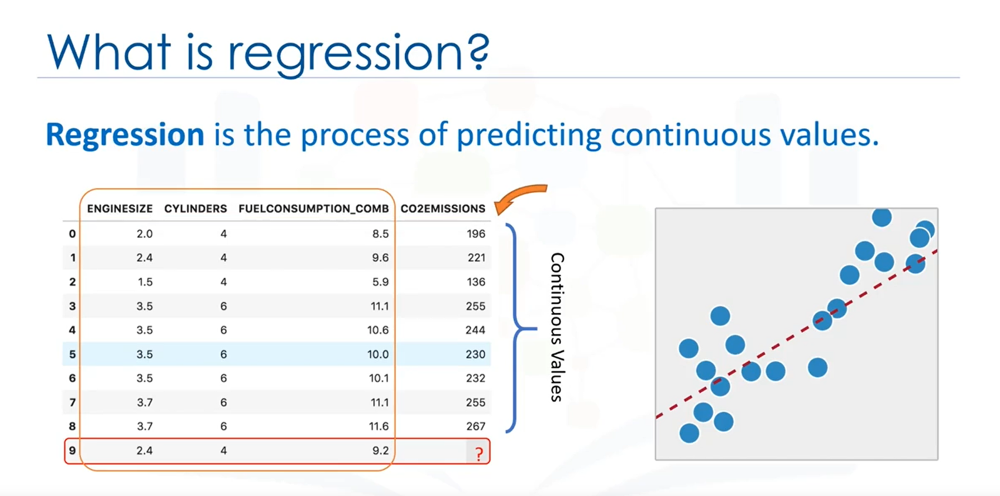 What is regression?
Regression is the process of predicting continuous values.
ENGINESIZE CYLINDERS FUELCONSUMPTION_COMB CO2EMISSIONS
0 2.0 4 8.5 196
1 2.4 4 9.6 221
2 1.5 4 5.9 136
3 3.5 6 11.1 255
4 3.5 6 10.6 244
5 3.5 6 10.0 230
6 3.5 6 10.1 232
7 3.7 6 11.1 255
8 3.7 6 11.6 267
9 2.4 4 9.2 ?
Continuous Values